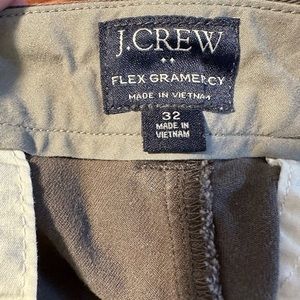 J.CREW
FLEX GRAMERCY
MADE IN VIETNAM
32
MADE IN
VIETNAM